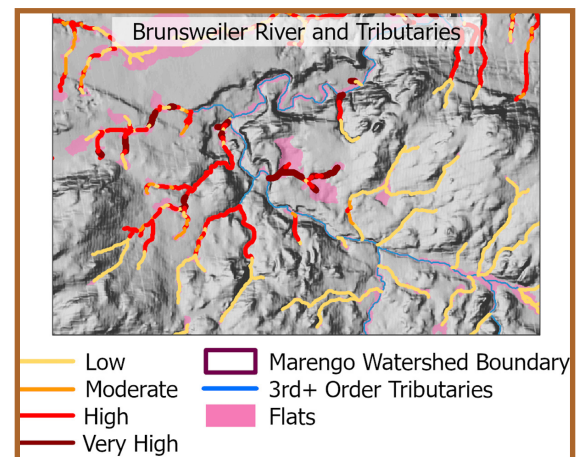 Brunsweiler River and Tributaries
Low
Moderate
High
Very High
Marengo Watershed Boundary
3rd+ Order Tributaries
Flats